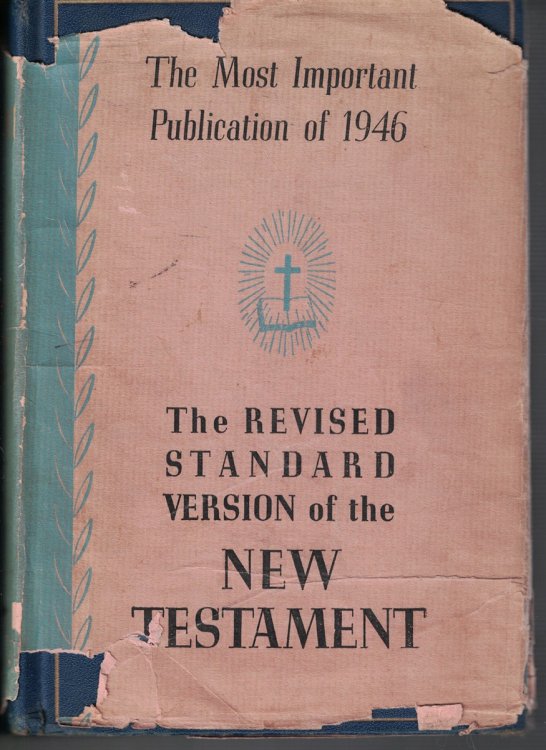 The Most Important
Publication of 1946
The REVISED
STANDARD
VERSION of the
NEW
TESTAMENT